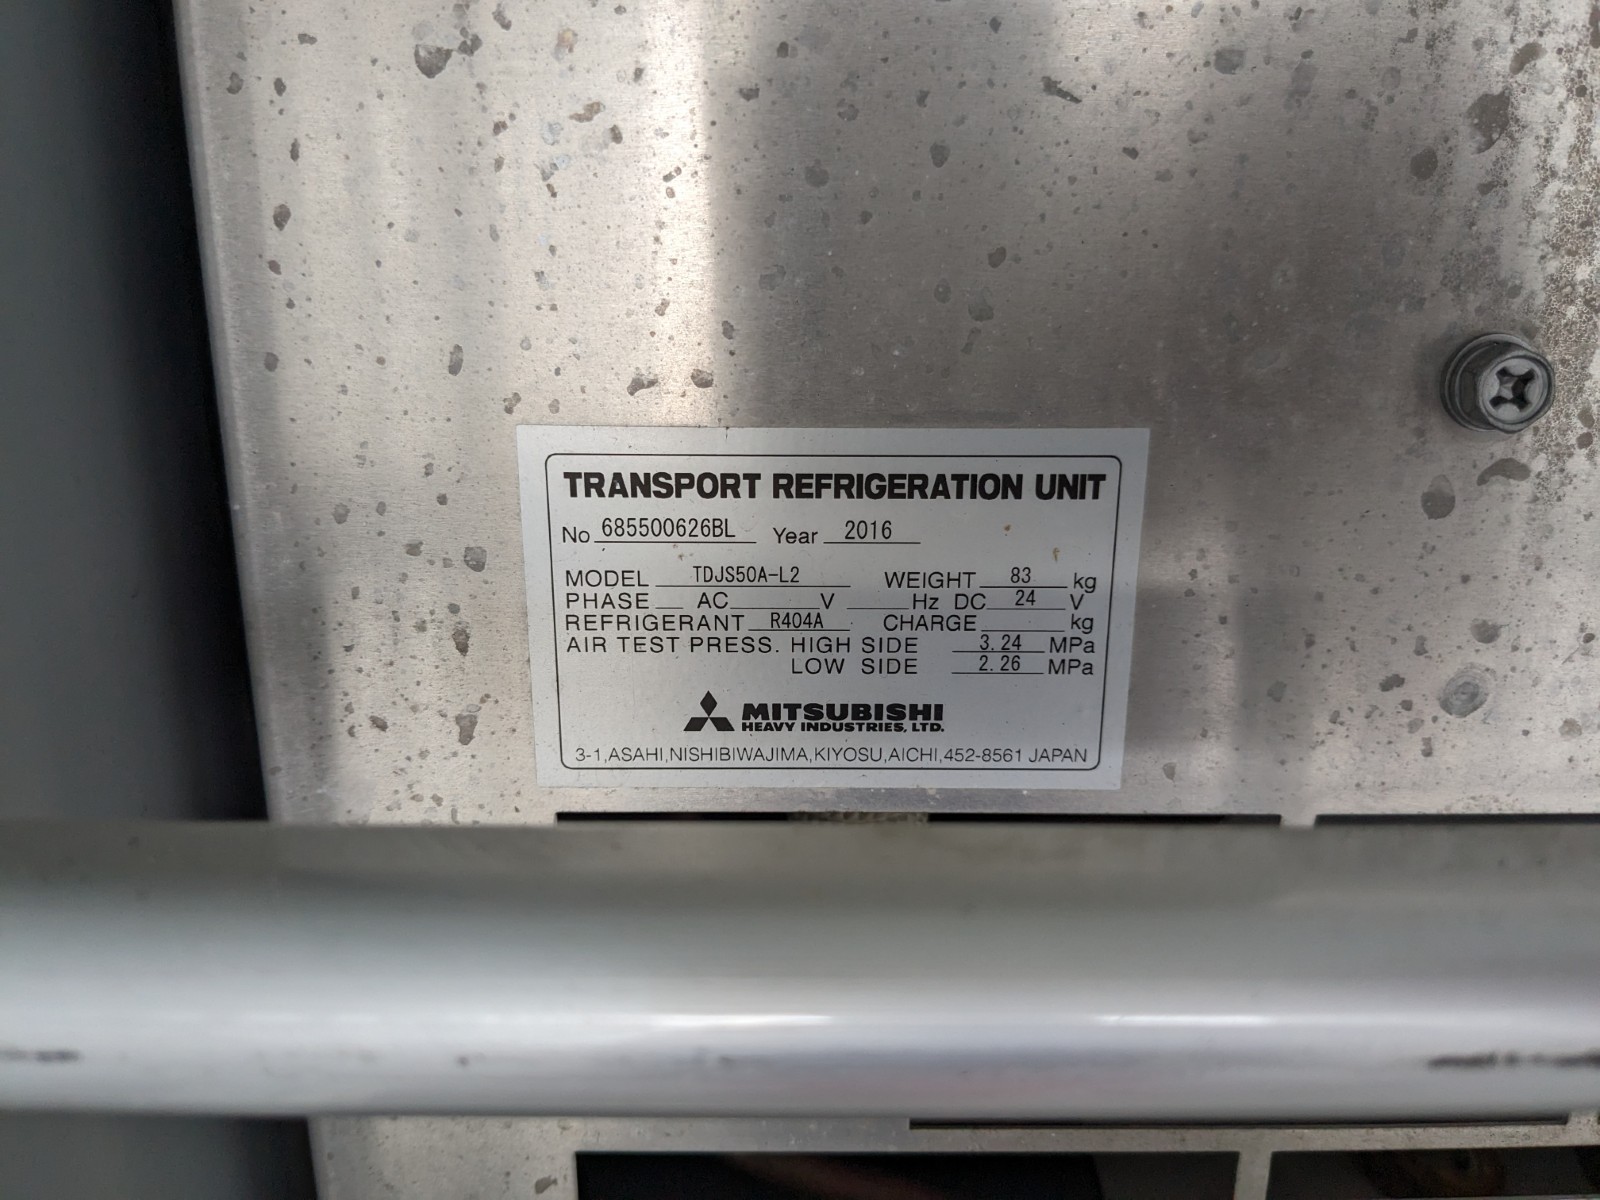 TRANSPORT REFRIGERATION UNIT
No 685500626BL Year 2016
MODEL TDJS50A-L2 WEIGHT 83 kg
PHASE AC V Hz DC 24 V
REFRIGERANT R404A CHARGE kg
AIR TEST PRESS. HIGH SIDE 3.24 MPa
LOW SIDE 2.26 MPa
MITSUBISHI
HEAVY INDUSTRIES, LTD.
3-1,ASAHI,NISHIBIWAJIMA,KIYOSU,AICHI,452-8561 JAPAN